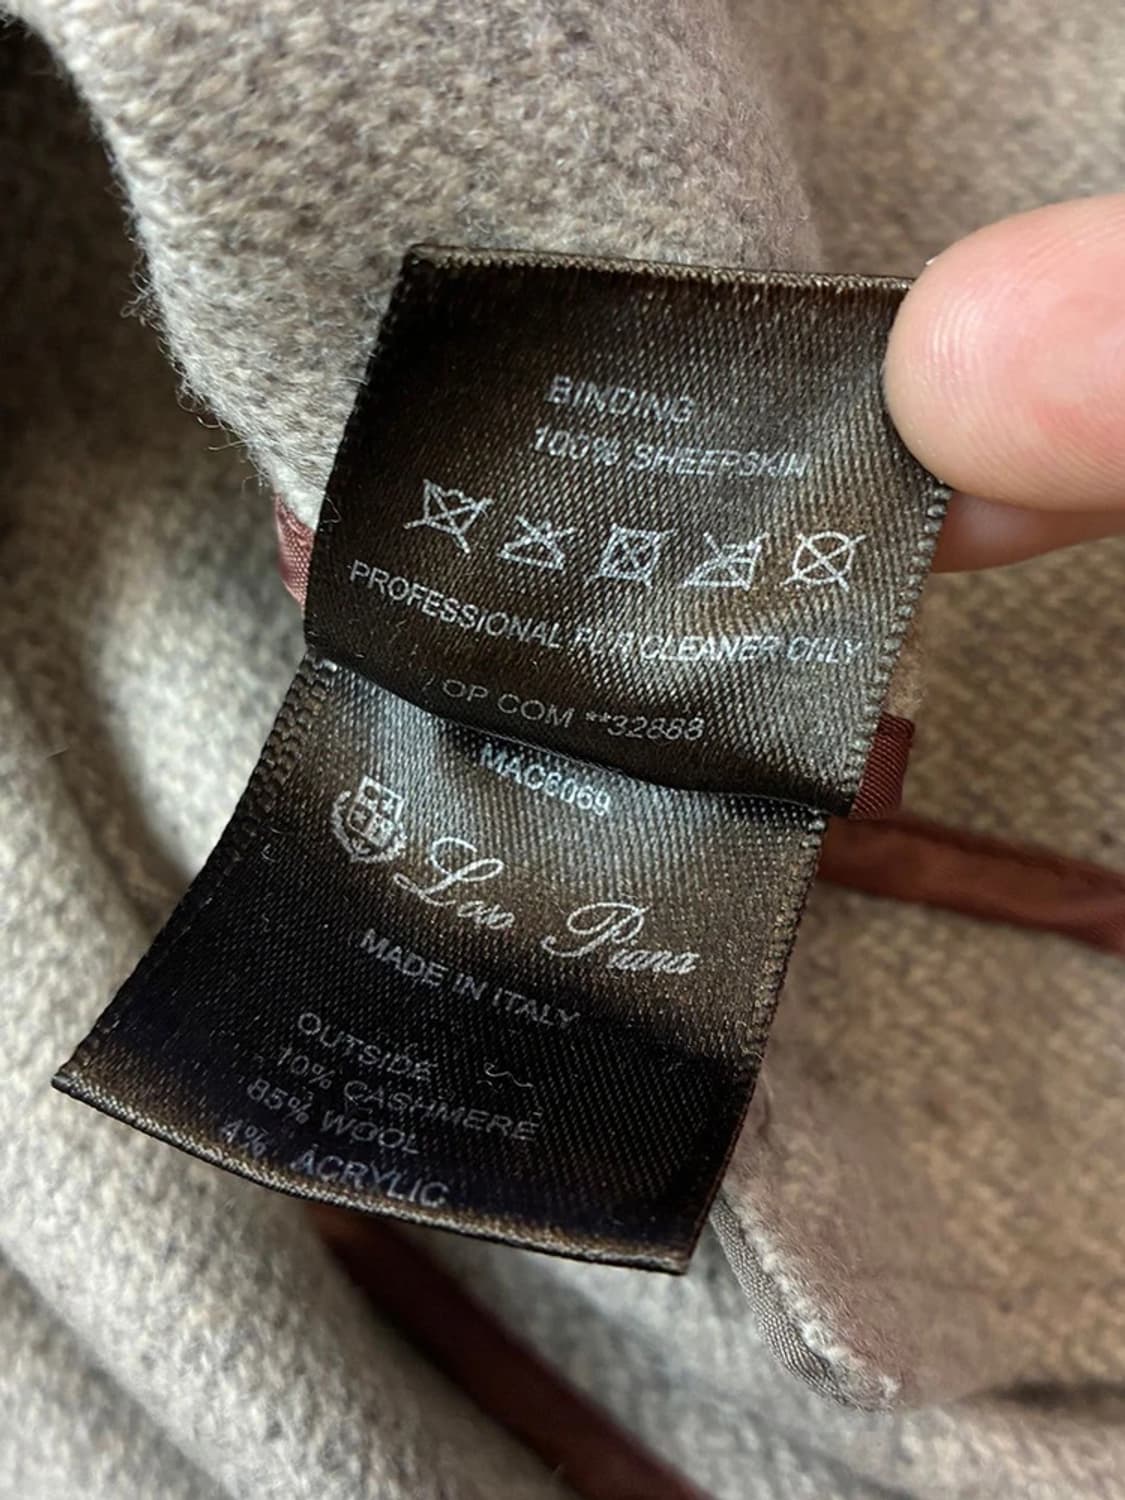 BINDING
100% SHEEPSKIN
PROFESSIONAL FUR CLEANER ONLY
OP COM **32888
MAC6069
Loro Piana
MADE IN ITALY
OUTSIDE
10% CASHMERE
85% WOOL
4% ACRYLIC